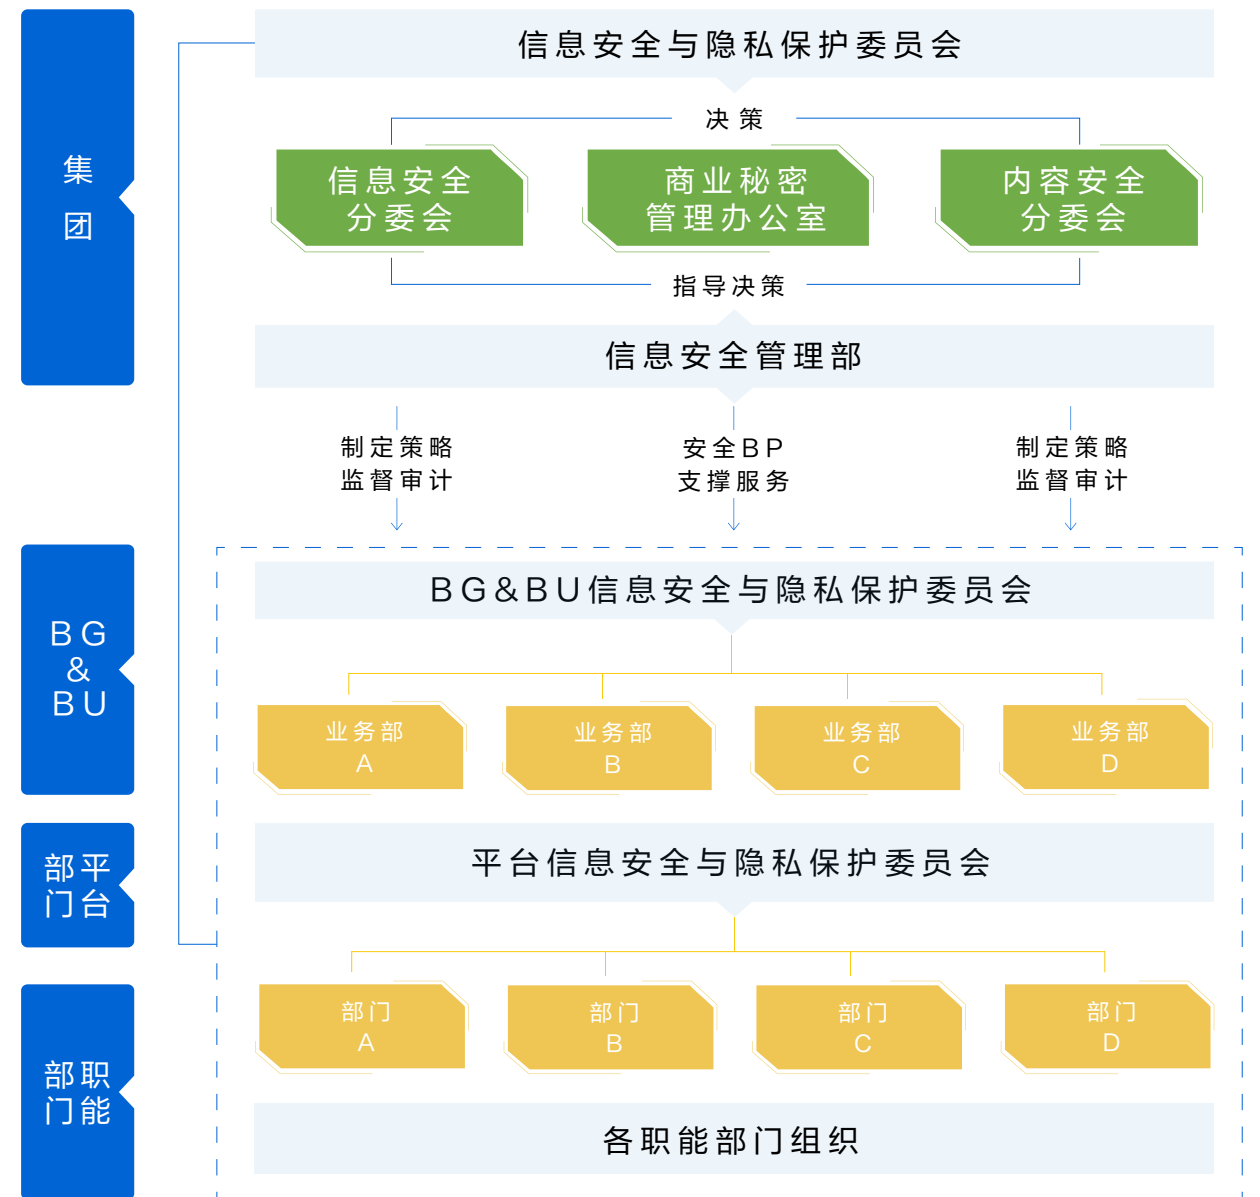 集
团
信息安全与隐私保护委员会
决策
信息安全
分委会
商业秘密
管理办公室
内容安全
分委会
指导决策
信息安全管理部
制定策略
监督审计
安全BP
支撑服务
制定策略
监督审计
BG
&
BU
BG&BU信息安全与隐私保护委员会
业务部
A
业务部
B
业务部
C
业务部
D
平台
部门
平台信息安全与隐私保护委员会
部门
A
部门
B
部门
C
部门
D
职能
部门
各职能部门组织